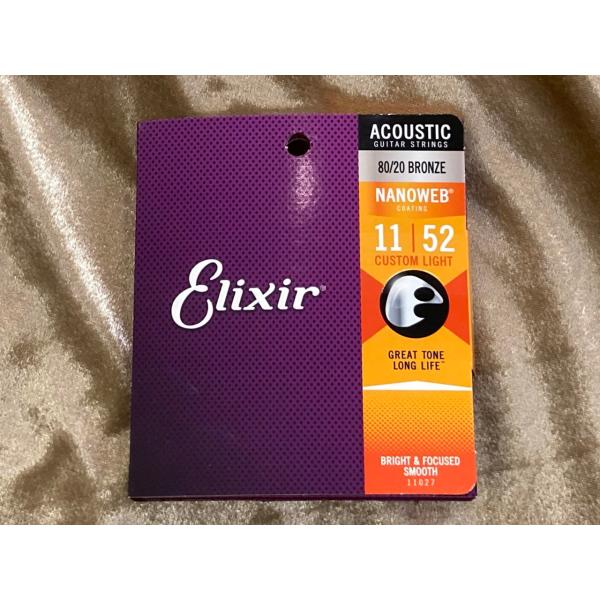 Elixir®
ACOUSTIC
GUITAR STRINGS
80/20 BRONZE
NANOWEB®
COATING
11 | 52
CUSTOM LIGHT
GREAT TONE
LONG LIFE™
BRIGHT & FOCUSED
SMOOTH
11027